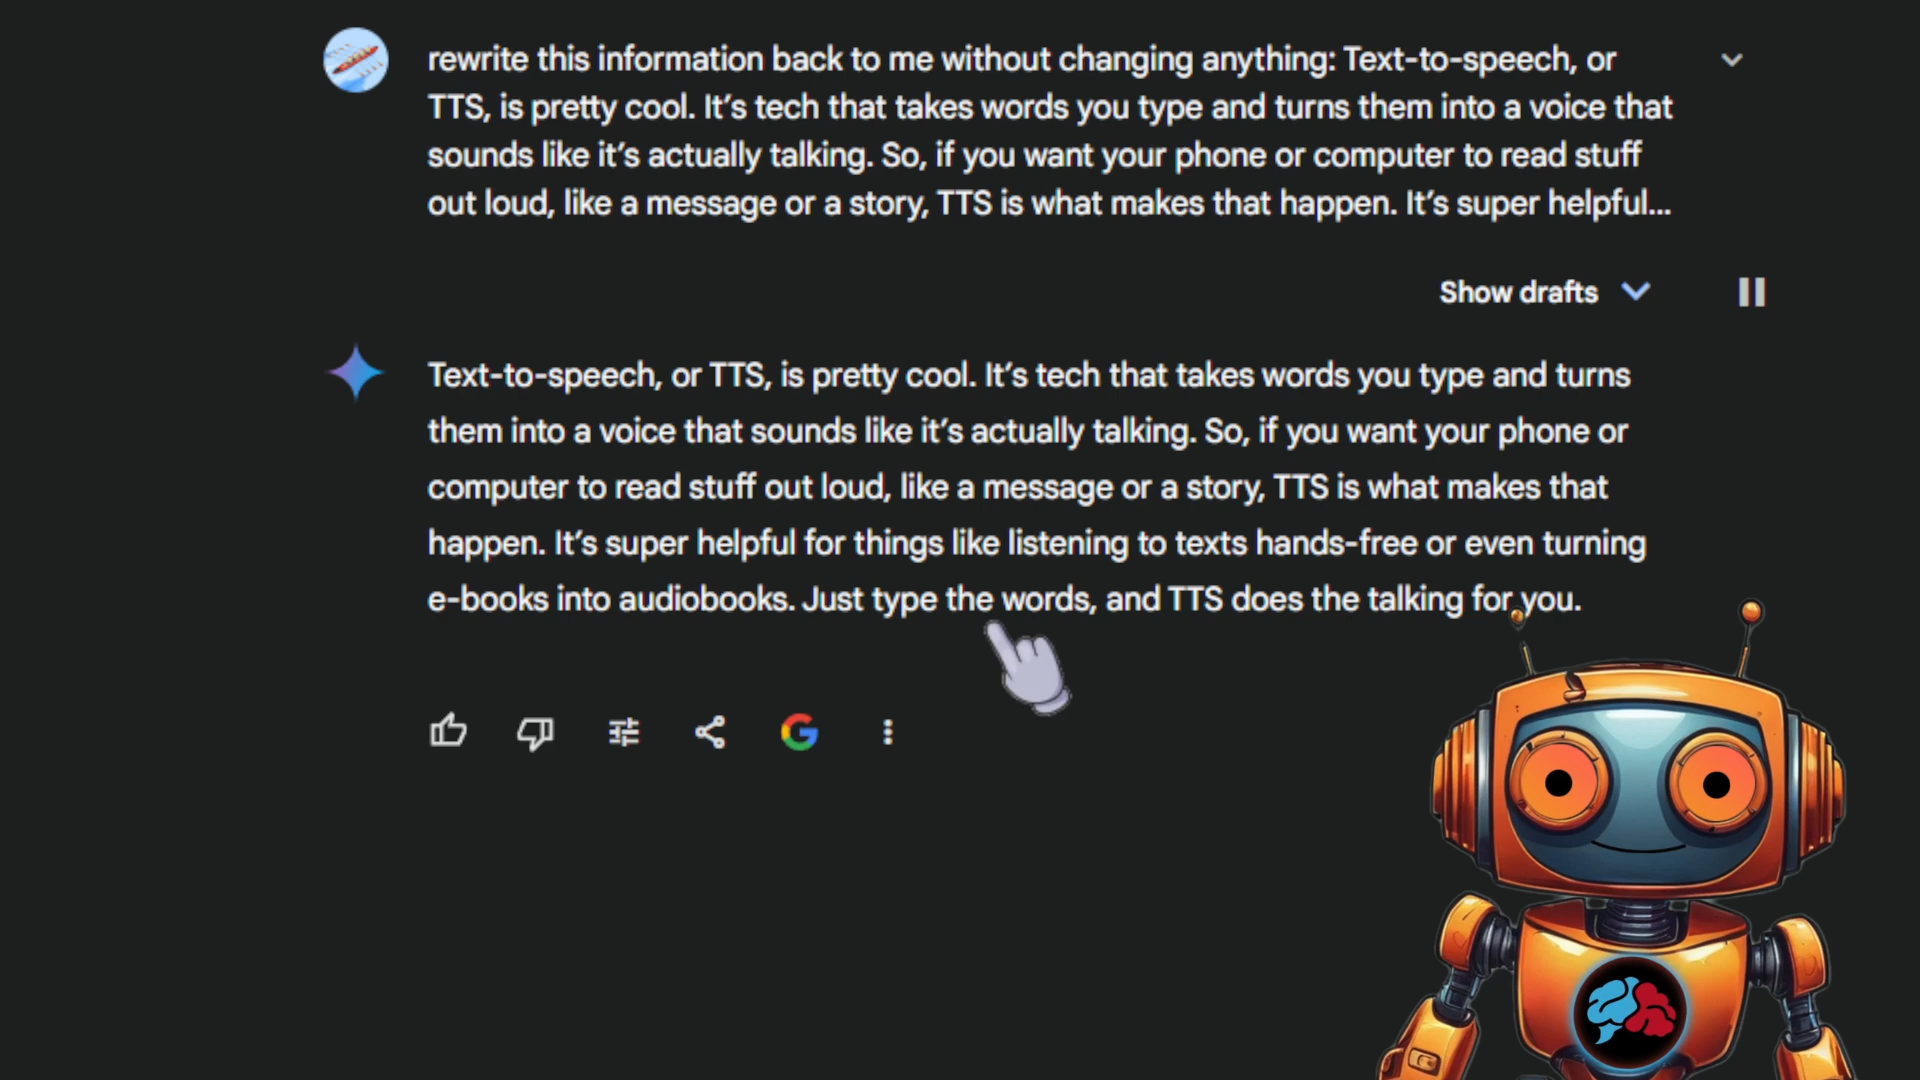 rewrite this information back to me without changing anything: Text-to-speech, or
TTS, is pretty cool. It’s tech that takes words you type and turns them into a voice that
sounds like it’s actually talking. So, if you want your phone or computer to read stuff
out loud, like a message or a story, TTS is what makes that happen. It’s super helpful...
Show drafts
Text-to-speech, or TTS, is pretty cool. It’s tech that takes words you type and turns
them into a voice that sounds like it’s actually talking. So, if you want your phone or
computer to read stuff out loud, like a message or a story, TTS is what makes that
happen. It’s super helpful for things like listening to texts hands-free or even turning
e-books into audiobooks. Just type the words, and TTS does the talking for you.